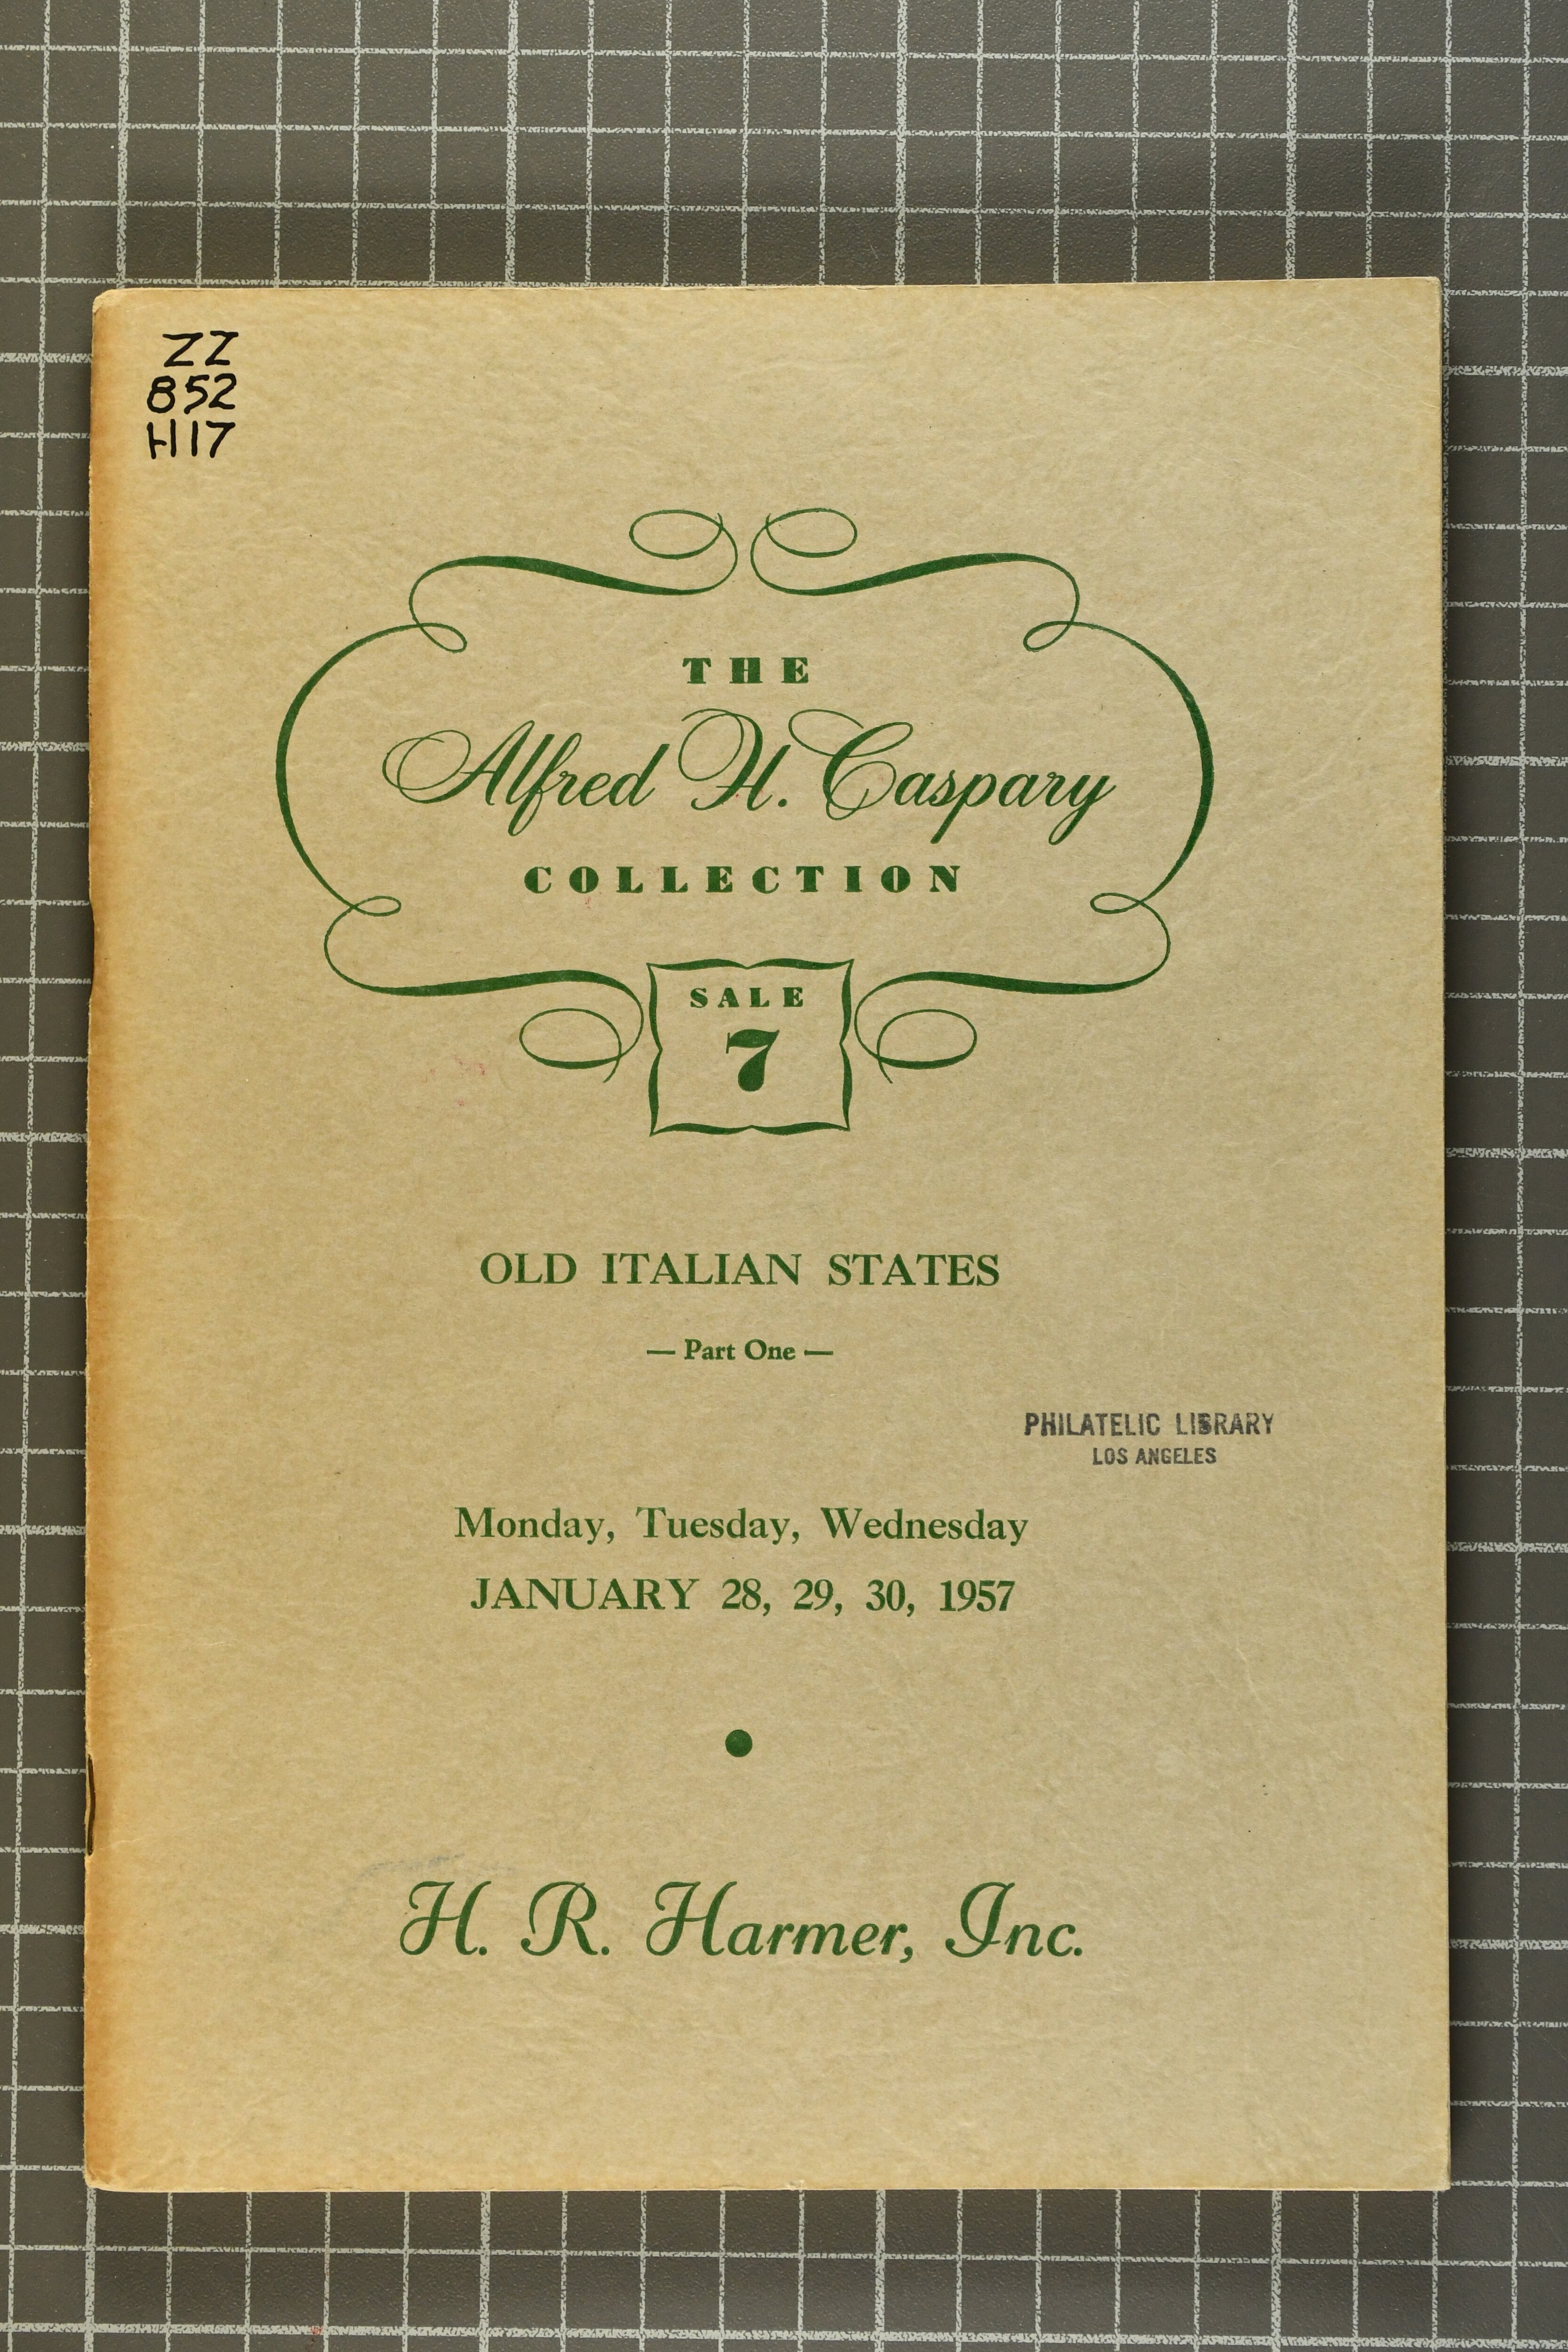 ZZ
852
H17
THE
Alfred H. Caspary
COLLECTION
SALE
7
OLD ITALIAN STATES
— Part One —
PHILATELIC LIBRARY
LOS ANGELES
Monday, Tuesday, Wednesday
JANUARY 28, 29, 30, 1957
H. R. Harmer, Inc.